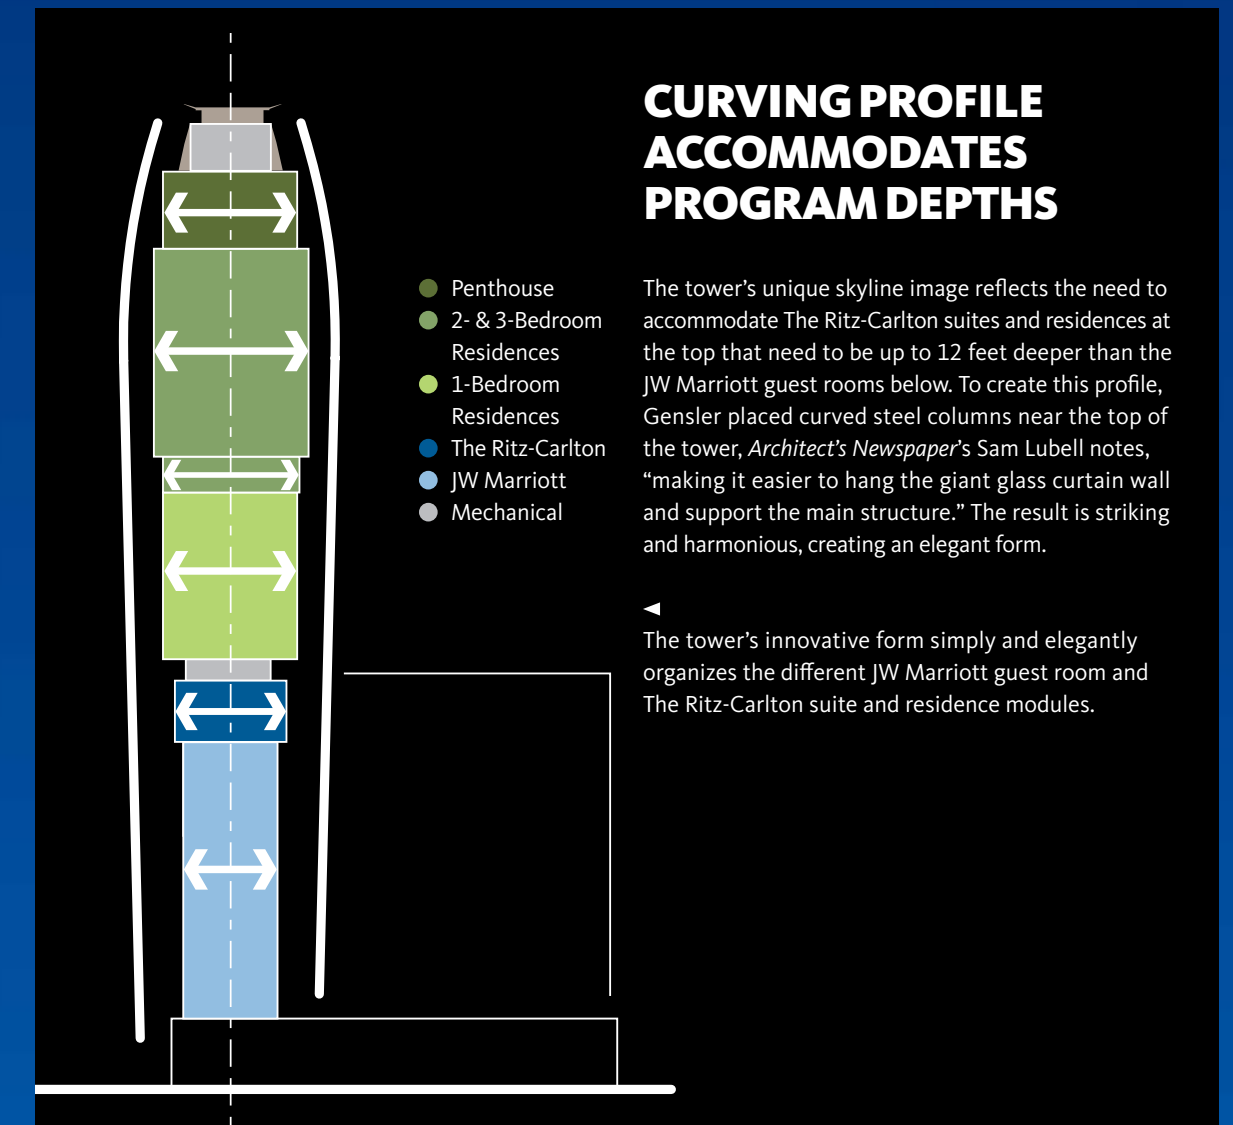 CURVING PROFILE
ACCOMMODATES
PROGRAM DEPTHS
Penthouse
2- & 3-Bedroom
Residences
1-Bedroom
Residences
The Ritz-Carlton
JW Marriott
Mechanical
The tower’s unique skyline image reflects the need to
accommodate The Ritz-Carlton suites and residences at
the top that need to be up to 12 feet deeper than the
JW Marriott guest rooms below. To create this profile,
Gensler placed curved steel columns near the top of
the tower, Architect’s Newspaper’s Sam Lubell notes,
“making it easier to hang the giant glass curtain wall
and support the main structure.” The result is striking
and harmonious, creating an elegant form.
The tower’s innovative form simply and elegantly
organizes the different JW Marriott guest room and
The Ritz-Carlton suite and residence modules.